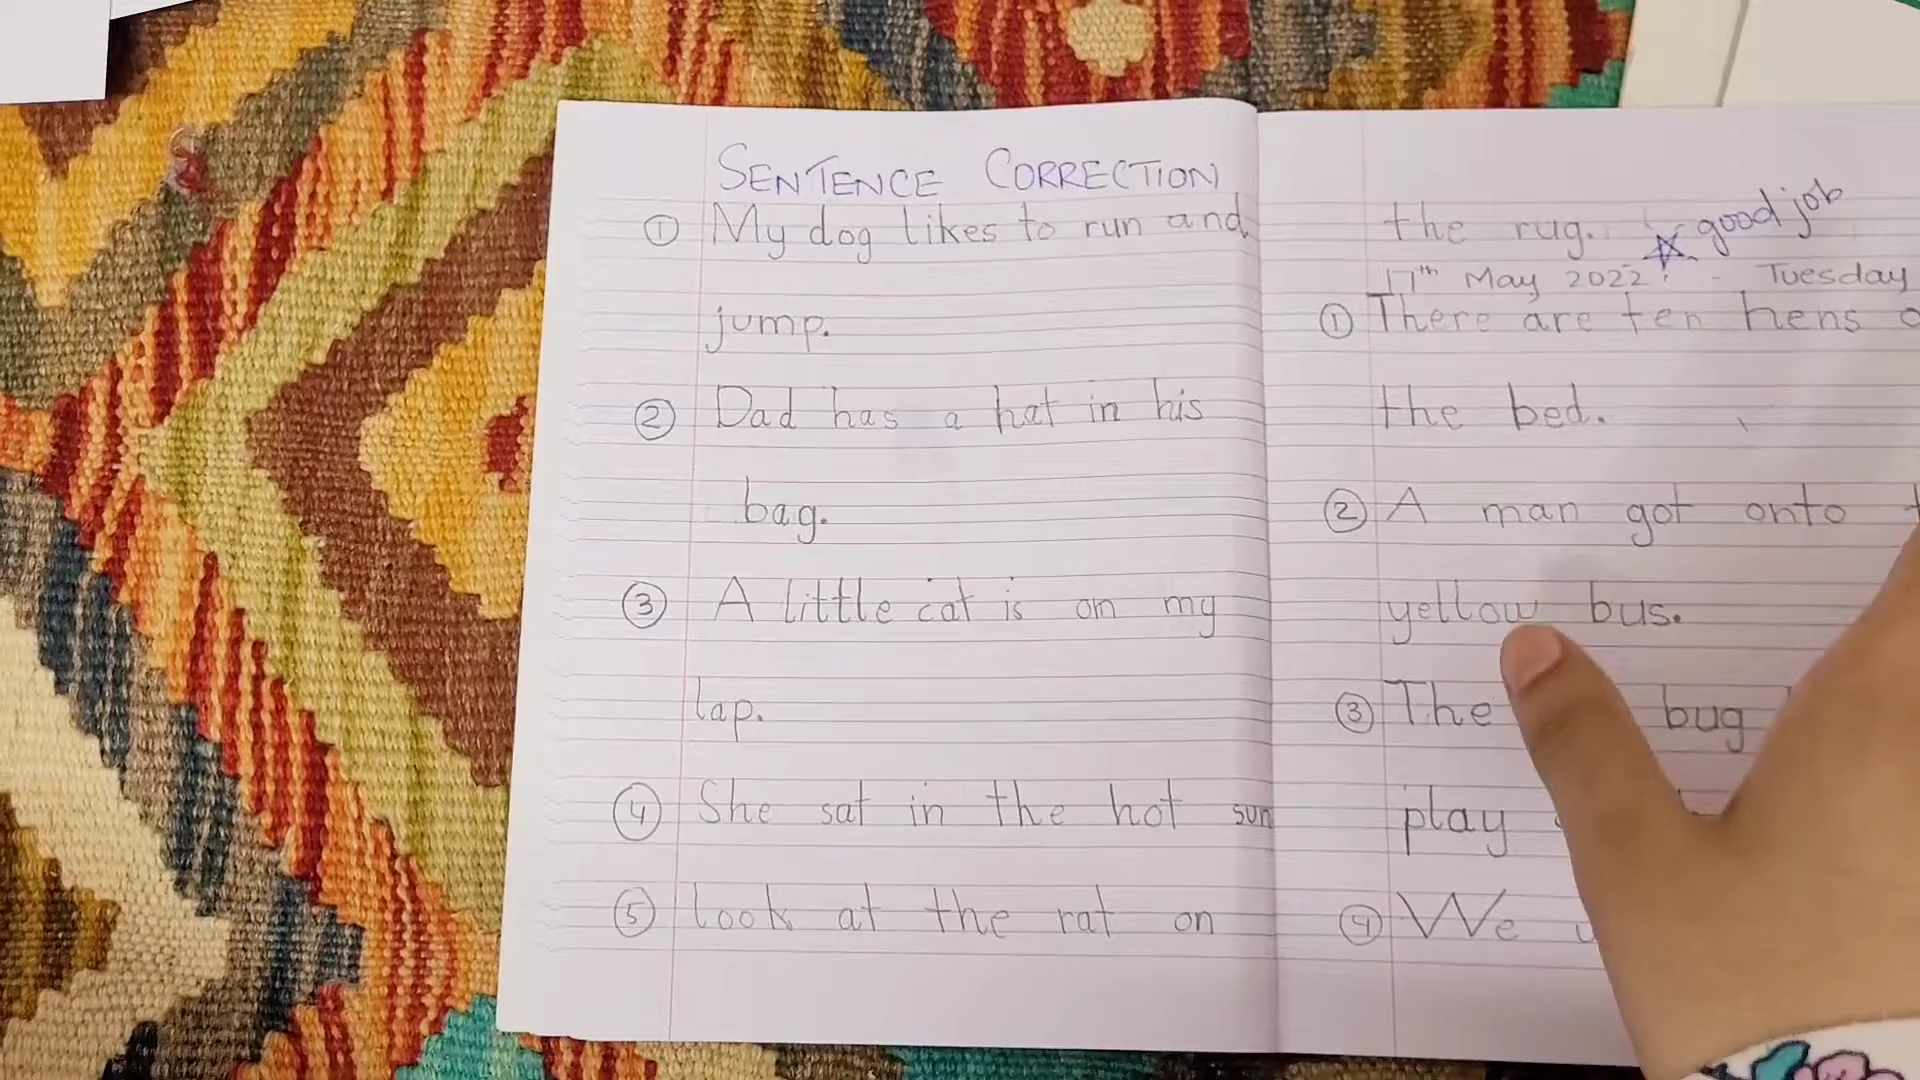 SENTENCE CORRECTION
① My dog likes to run and
jump.
② Dad has a hat in his
bag.
③ A little cat is on my
lap.
④ She sat in the hot sun
⑤ look at the rat on
the rug. good job
17th May 2022 - Tuesday
① There are ten hens
the bed.
② A man got onto
yellow bus.
③ The bug
play
④ We